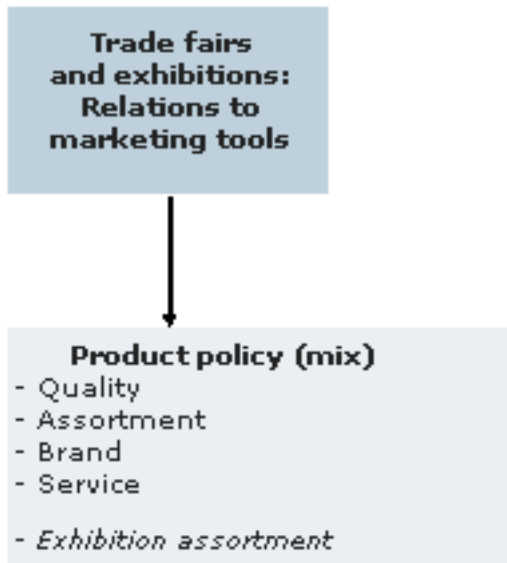 Trade fairs
and exhibitions:
Relations to
marketing tools
Product policy (mix)
- Quality
- Assortment
- Brand
- Service
- Exhibition assortment